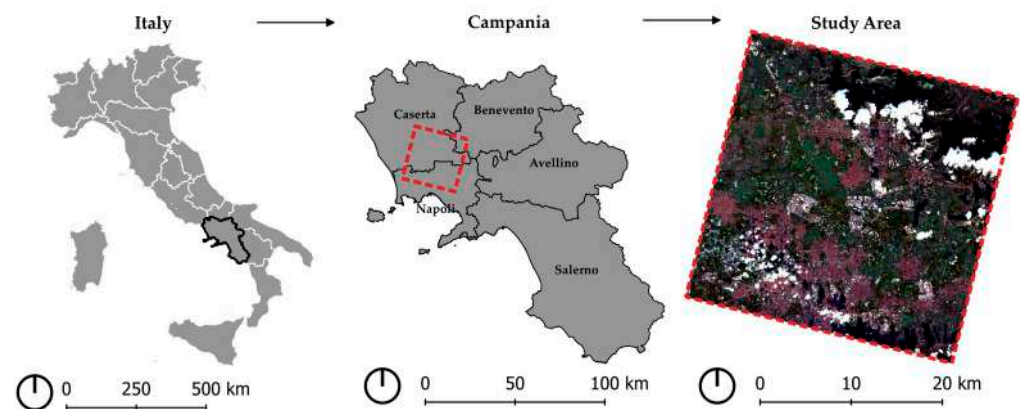 Italy
Campania
Study Area
Caserta
Benevento
Avellino
Napoli
Salerno
0 250 500 km
0 50 100 km
0 10 20 km